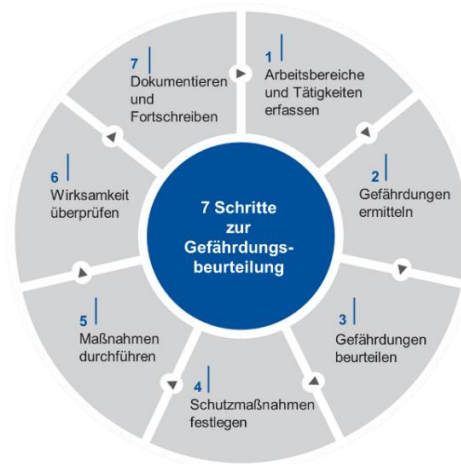 7 Schritte
zur
Gefährdungs-
beurteilung
1
Arbeitsbereiche
und Tätigkeiten
erfassen
2
Gefährdungen
ermitteln
3
Gefährdungen
beurteilen
4
Schutzmaßnahmen
festlegen
5
Maßnahmen
durchführen
6
Wirksamkeit
überprüfen
7
Dokumentieren
und
Fortschreiben